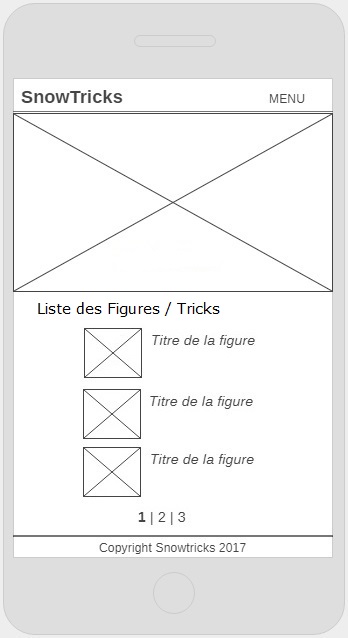 SnowTricks
MENU
Liste des Figures / Tricks
Titre de la figure
Titre de la figure
Titre de la figure
1 | 2 | 3
Copyright Snowtricks 2017